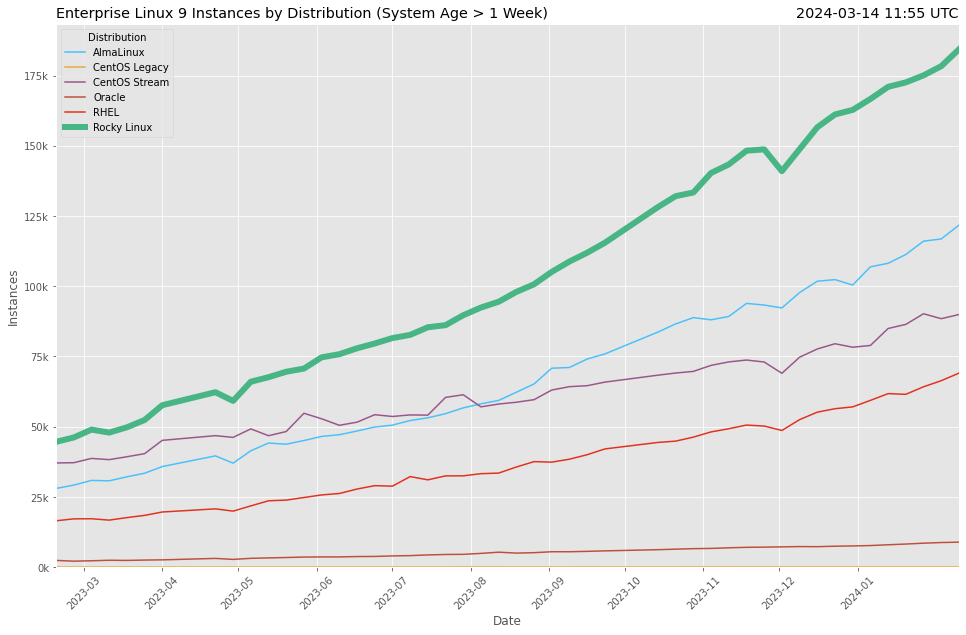 Enterprise Linux 9 Instances by Distribution (System Age > 1 Week)
2024-03-14 11:55 UTC
Distribution
AlmaLinux
CentOS Legacy
CentOS Stream
Oracle
RHEL
Rocky Linux
175k
150k
125k
100k
75k
50k
25k
0k
Instances
2023-03
2023-04
2023-05
2023-06
2023-07
2023-08
2023-09
2023-10
2023-11
2023-12
2024-01
Date